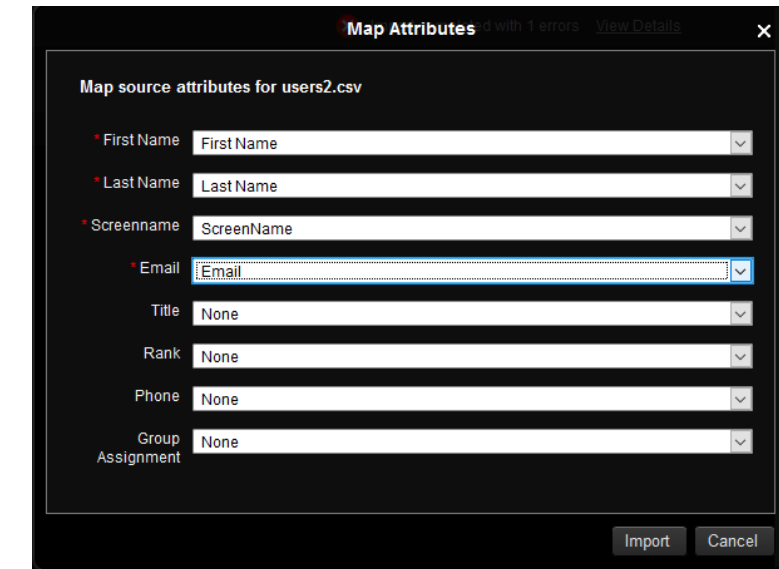 Map Attributes
with 1 errors View Details
Map source attributes for users2.csv
* First Name First Name
* Last Name Last Name
* Screenname ScreenName
* Email Email
Title None
Rank None
Phone None
Group
Assignment None
Import Cancel